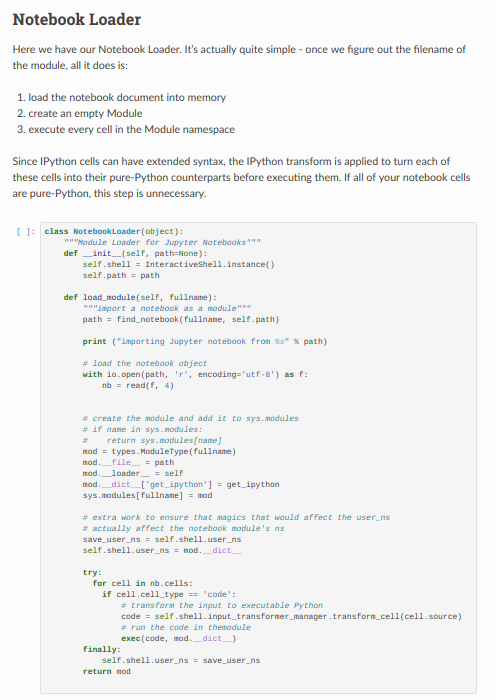 Notebook Loader
Here we have our Notebook Loader. It's actually quite simple - once we figure out the filename of
the module, all it does is:
1. load the notebook document into memory
2. create an empty Module
3. execute every cell in the Module namespace
Since IPython cells can have extended syntax, the IPython transform is applied to turn each of
these cells into their pure-Python counterparts before executing them. If all of your notebook cells
are pure-Python, this step is unnecessary.
[ ]: class NotebookLoader(object):
    """Module Loader for Jupyter Notebooks"""
    def __init__(self, path=None):
        self.shell = InteractiveShell.instance()
        self.path = path
    def load_module(self, fullname):
        """import a notebook as a module"""
        path = find_notebook(fullname, self.path)
        print ("importing Jupyter notebook from %s" % path)
        # load the notebook object
        with io.open(path, 'r', encoding='utf-8') as f:
            nb = read(f, 4)
        # create the module and add it to sys.modules
        # if name in sys.modules:
        #    return sys.modules[name]
        mod = types.ModuleType(fullname)
        mod.__file__ = path
        mod.__loader__ = self
        mod.__dict__['get_ipython'] = get_ipython
        sys.modules[fullname] = mod
        # extra work to ensure that magics that would affect the user_ns
        # actually affect the notebook module's ns
        save_user_ns = self.shell.user_ns
        self.shell.user_ns = mod.__dict__
        try:
          for cell in nb.cells:
            if cell.cell_type == 'code':
                # transform the input to executable Python
                code = self.shell.input_transformer_manager.transform_cell(cell.source)
                # run the code in themodule
                exec(code, mod.__dict__)
        finally:
            self.shell.user_ns = save_user_ns
        return mod